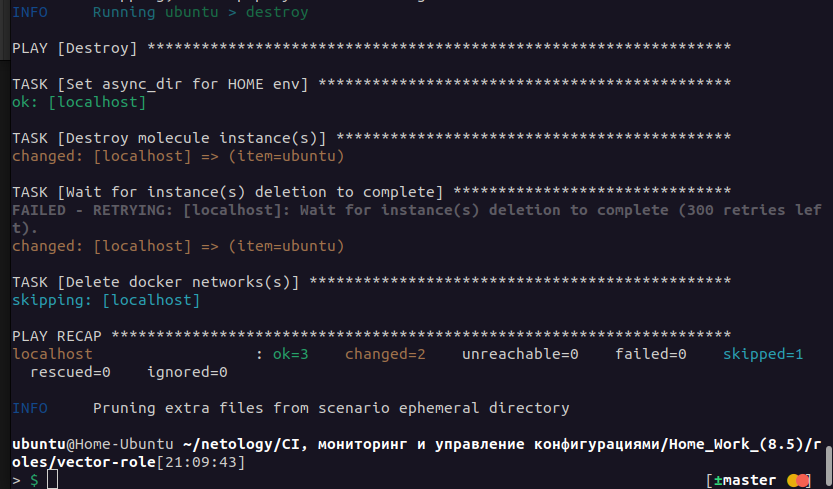 INFO     Running ubuntu > destroy
PLAY [Destroy] *****************************************************************
TASK [Set async_dir for HOME env] **********************************************
ok: [localhost]
TASK [Destroy molecule instance(s)] ********************************************
changed: [localhost] => (item=ubuntu)
TASK [Wait for instance(s) deletion to complete] *******************************
FAILED - RETRYING: [localhost]: Wait for instance(s) deletion to complete (300 retries lef
t).
changed: [localhost] => (item=ubuntu)
TASK [Delete docker networks(s)] ***********************************************
skipping: [localhost]
PLAY RECAP *********************************************************************
localhost                  : ok=3    changed=2    unreachable=0    failed=0    skipped=1
  rescued=0    ignored=0
INFO     Pruning extra files from scenario ephemeral directory
ubuntu@Home-Ubuntu ~/netology/CI, мониторинг и управление конфигурациями/Home_Work_(8.5)/r
oles/vector-role[21:09:43]
> $ [±master ]